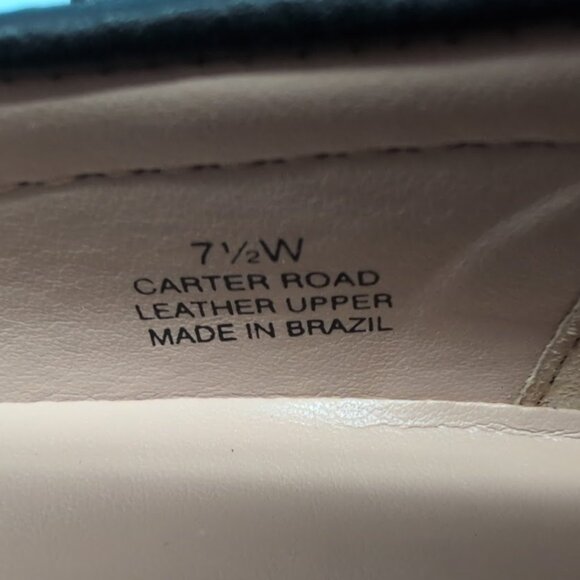 7½W
CARTER ROAD
LEATHER UPPER
MADE IN BRAZIL